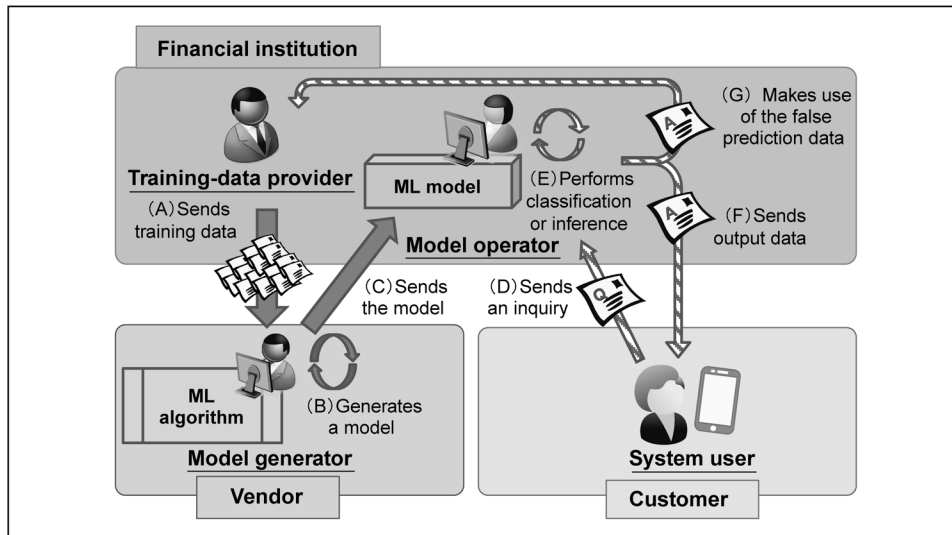 Financial institution
Training-data provider
(A) Sends
training data
ML model
Model operator
(E) Performs
classification
or inference
(G) Makes use
of the false
prediction data
A
A
(F) Sends
output data
(C) Sends
the model
(D) Sends
an inquiry
Q
ML
algorithm
(B) Generates
a model
Model generator
Vendor
System user
Customer